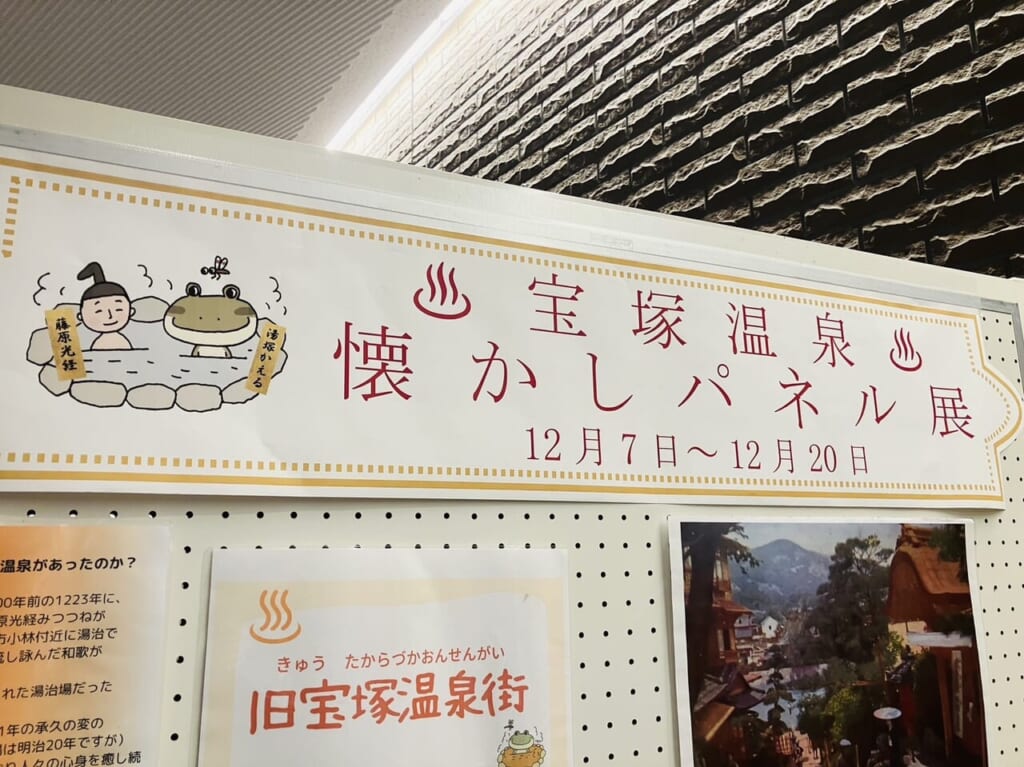 宝塚温泉
懐かしパネル展
12月7日～12月20日
藤原光経
湯塚かえる
温泉があったのか？
00年前の1223年に、
原光経みつつねが
市小林付近に湯治で
し詠んだ和歌が
れた湯治場だった
1年の承久の変の
は明治20年ですが）
人々の心身を癒し続
きゅう たからづかおんせんがい
旧宝塚温泉街